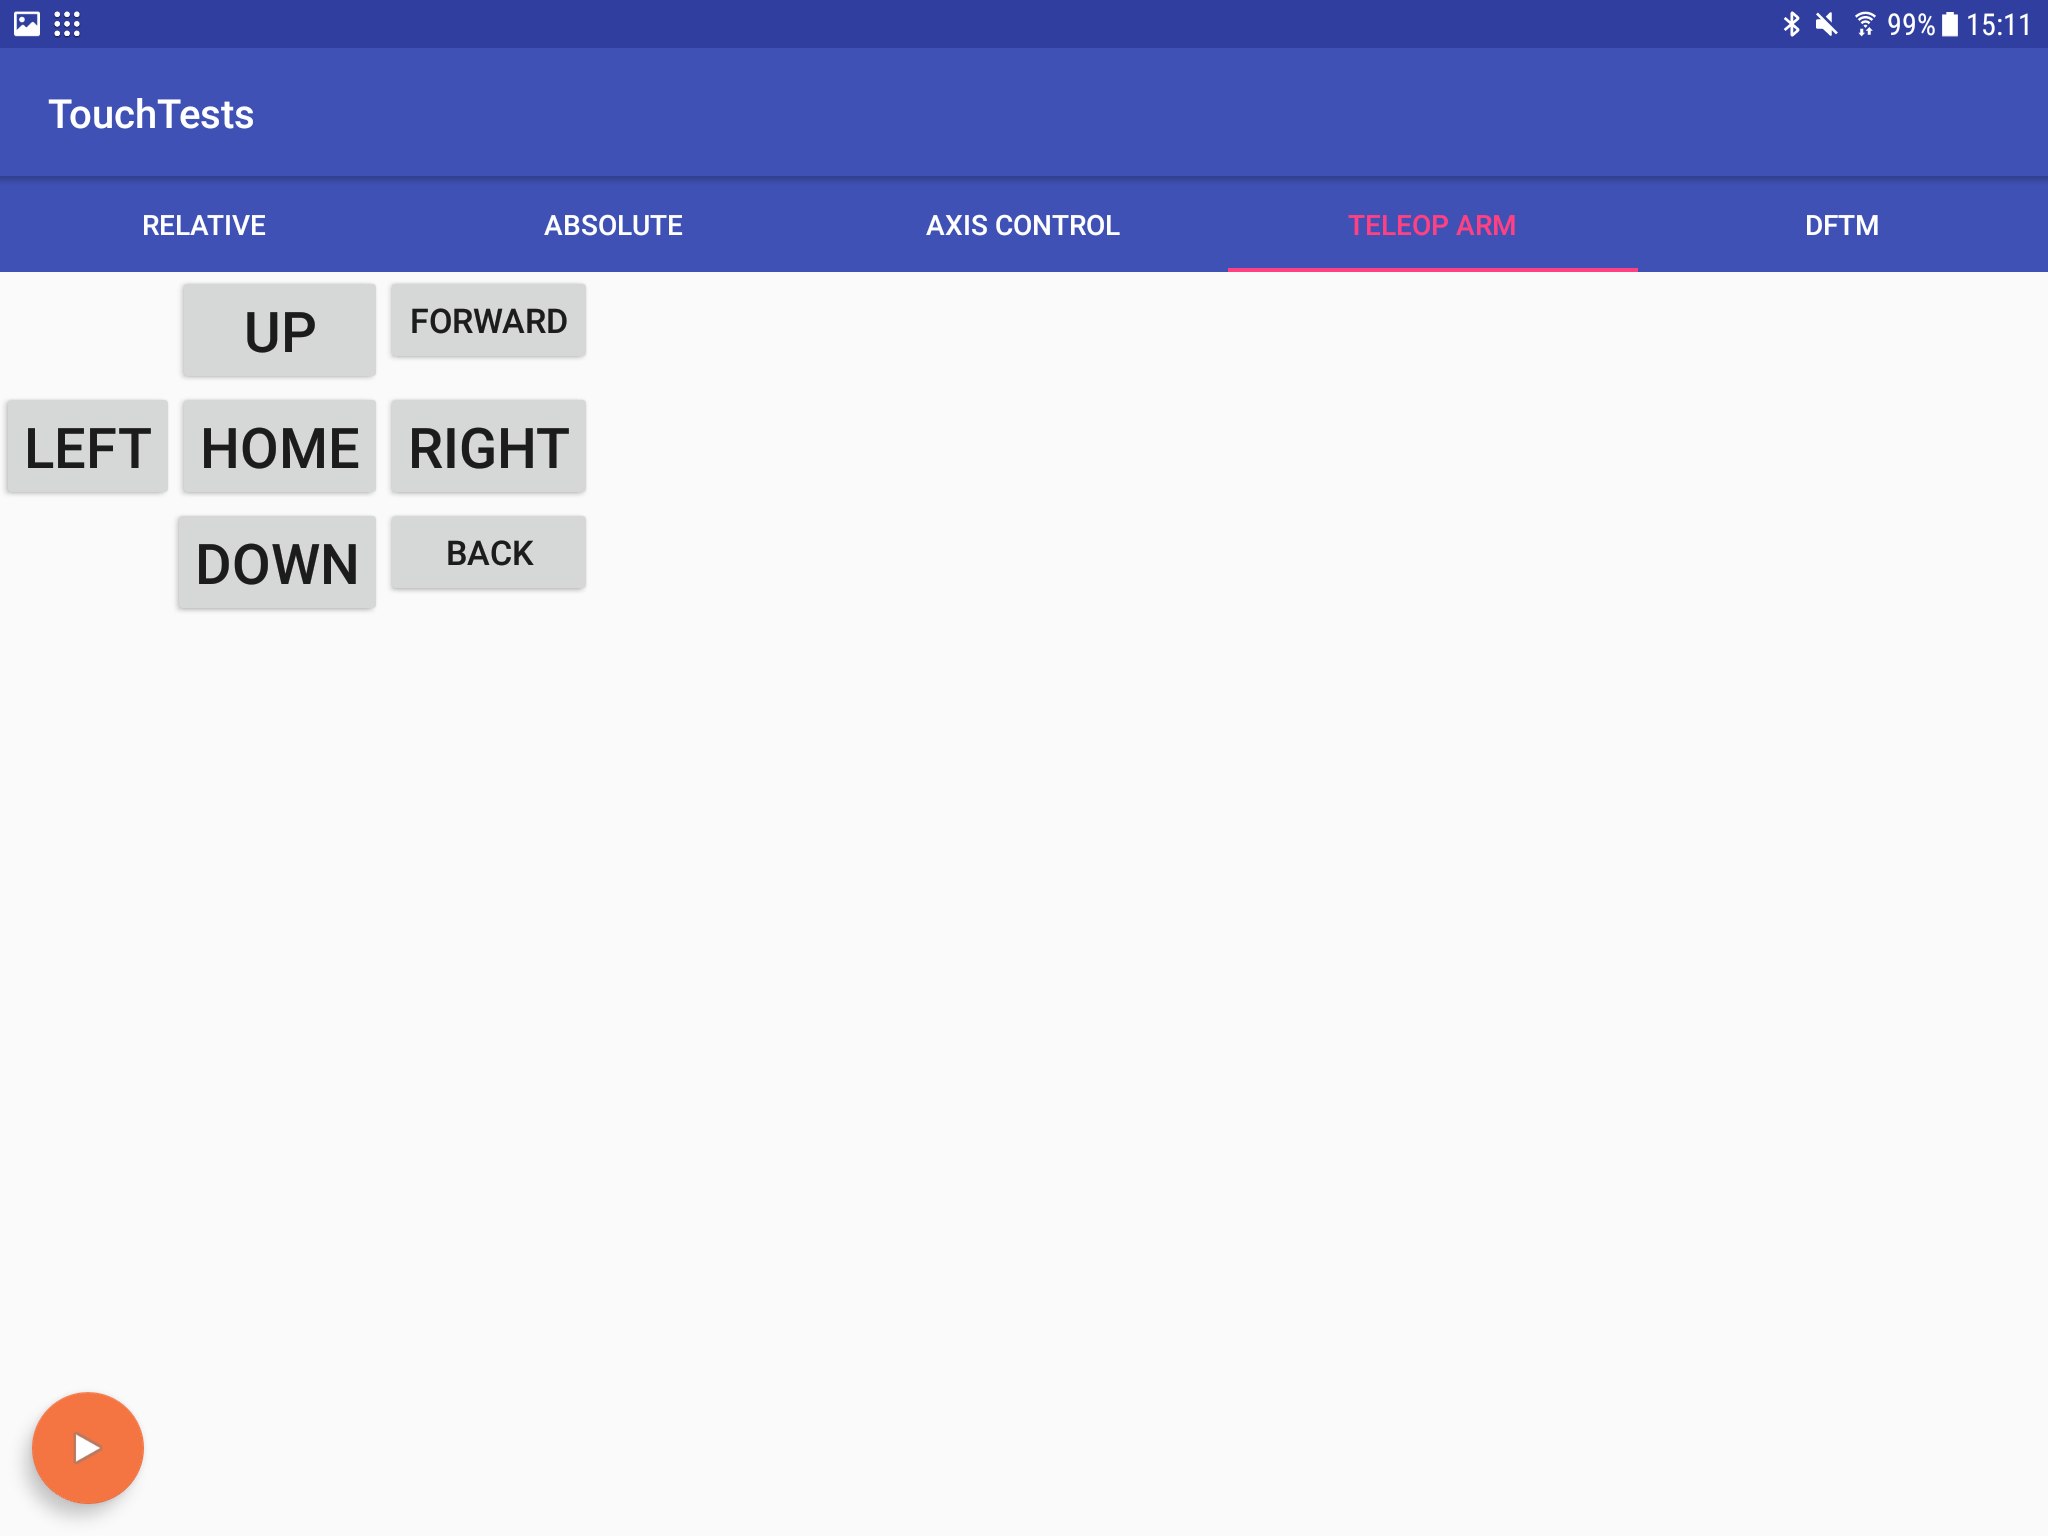 99% 15:11
TouchTests
RELATIVE ABSOLUTE AXIS CONTROL TELEOP ARM DFTM
UP FORWARD
LEFT HOME RIGHT
DOWN BACK